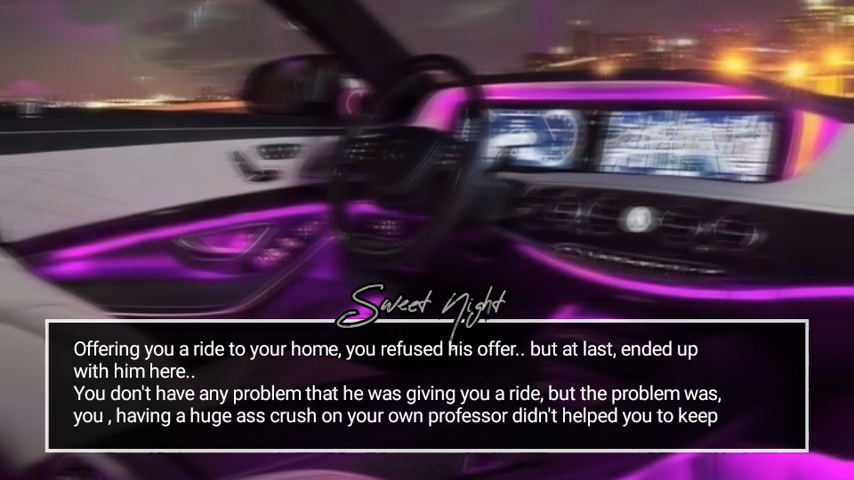 Sweet Night
Offering you a ride to your home, you refused his offer.. but at last, ended up
with him here..
You don't have any problem that he was giving you a ride, but the problem was,
you , having a huge ass crush on your own professor didn't helped you to keep